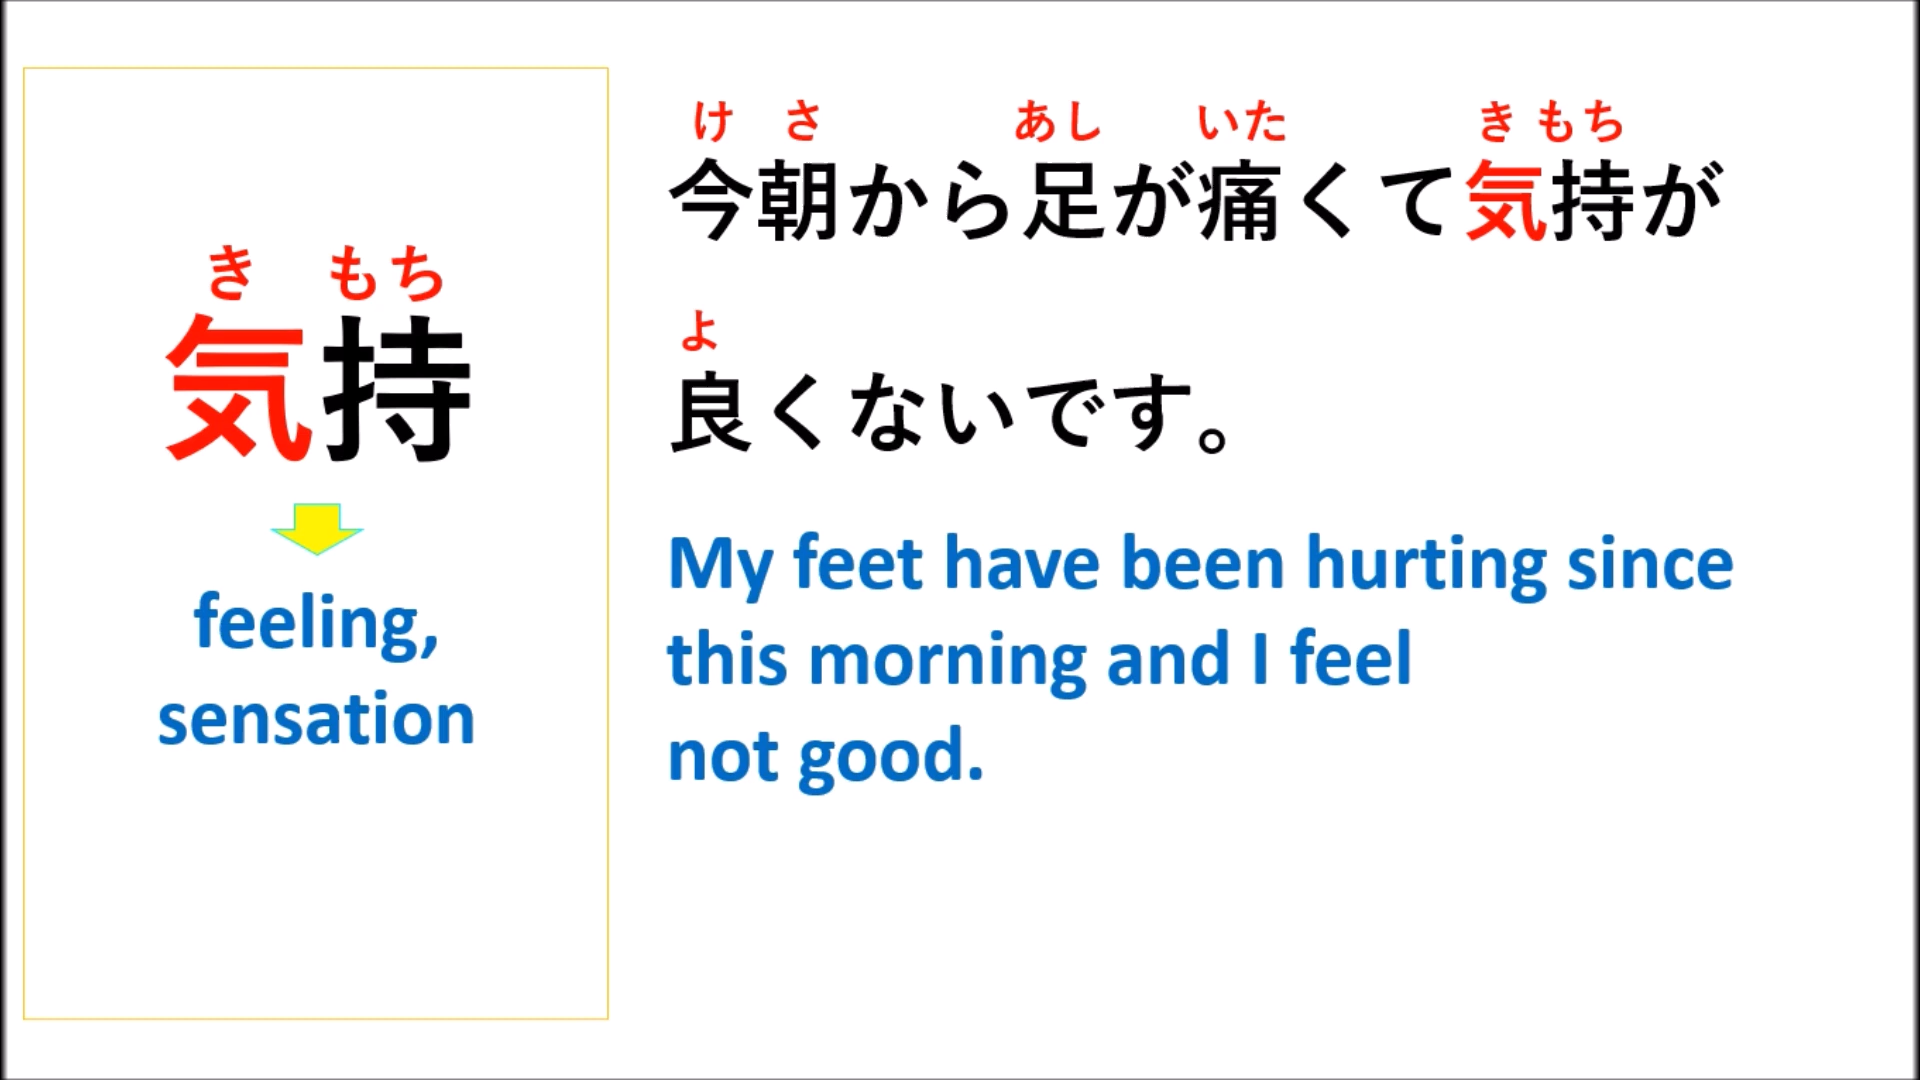 き もち
気持
feeling,
sensation
け さ あし いた き もち
今朝から足が痛くて気持が
よ
良くないです。
My feet have been hurting since
this morning and I feel
not good.